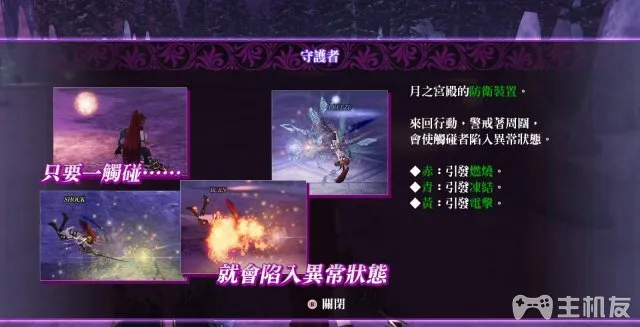 守護者
只要一觸碰⋯⋯
FREEZE
SHOCK
BURN
就會陷入異常狀態
月之宮殿的防衛裝置。
來回行動，警戒著周圍，
會使觸碰者陷入異常狀態。
◆赤：引發燃燒。
◆青：引發凍結。
◆黃：引發電擊。
關閉
主机友